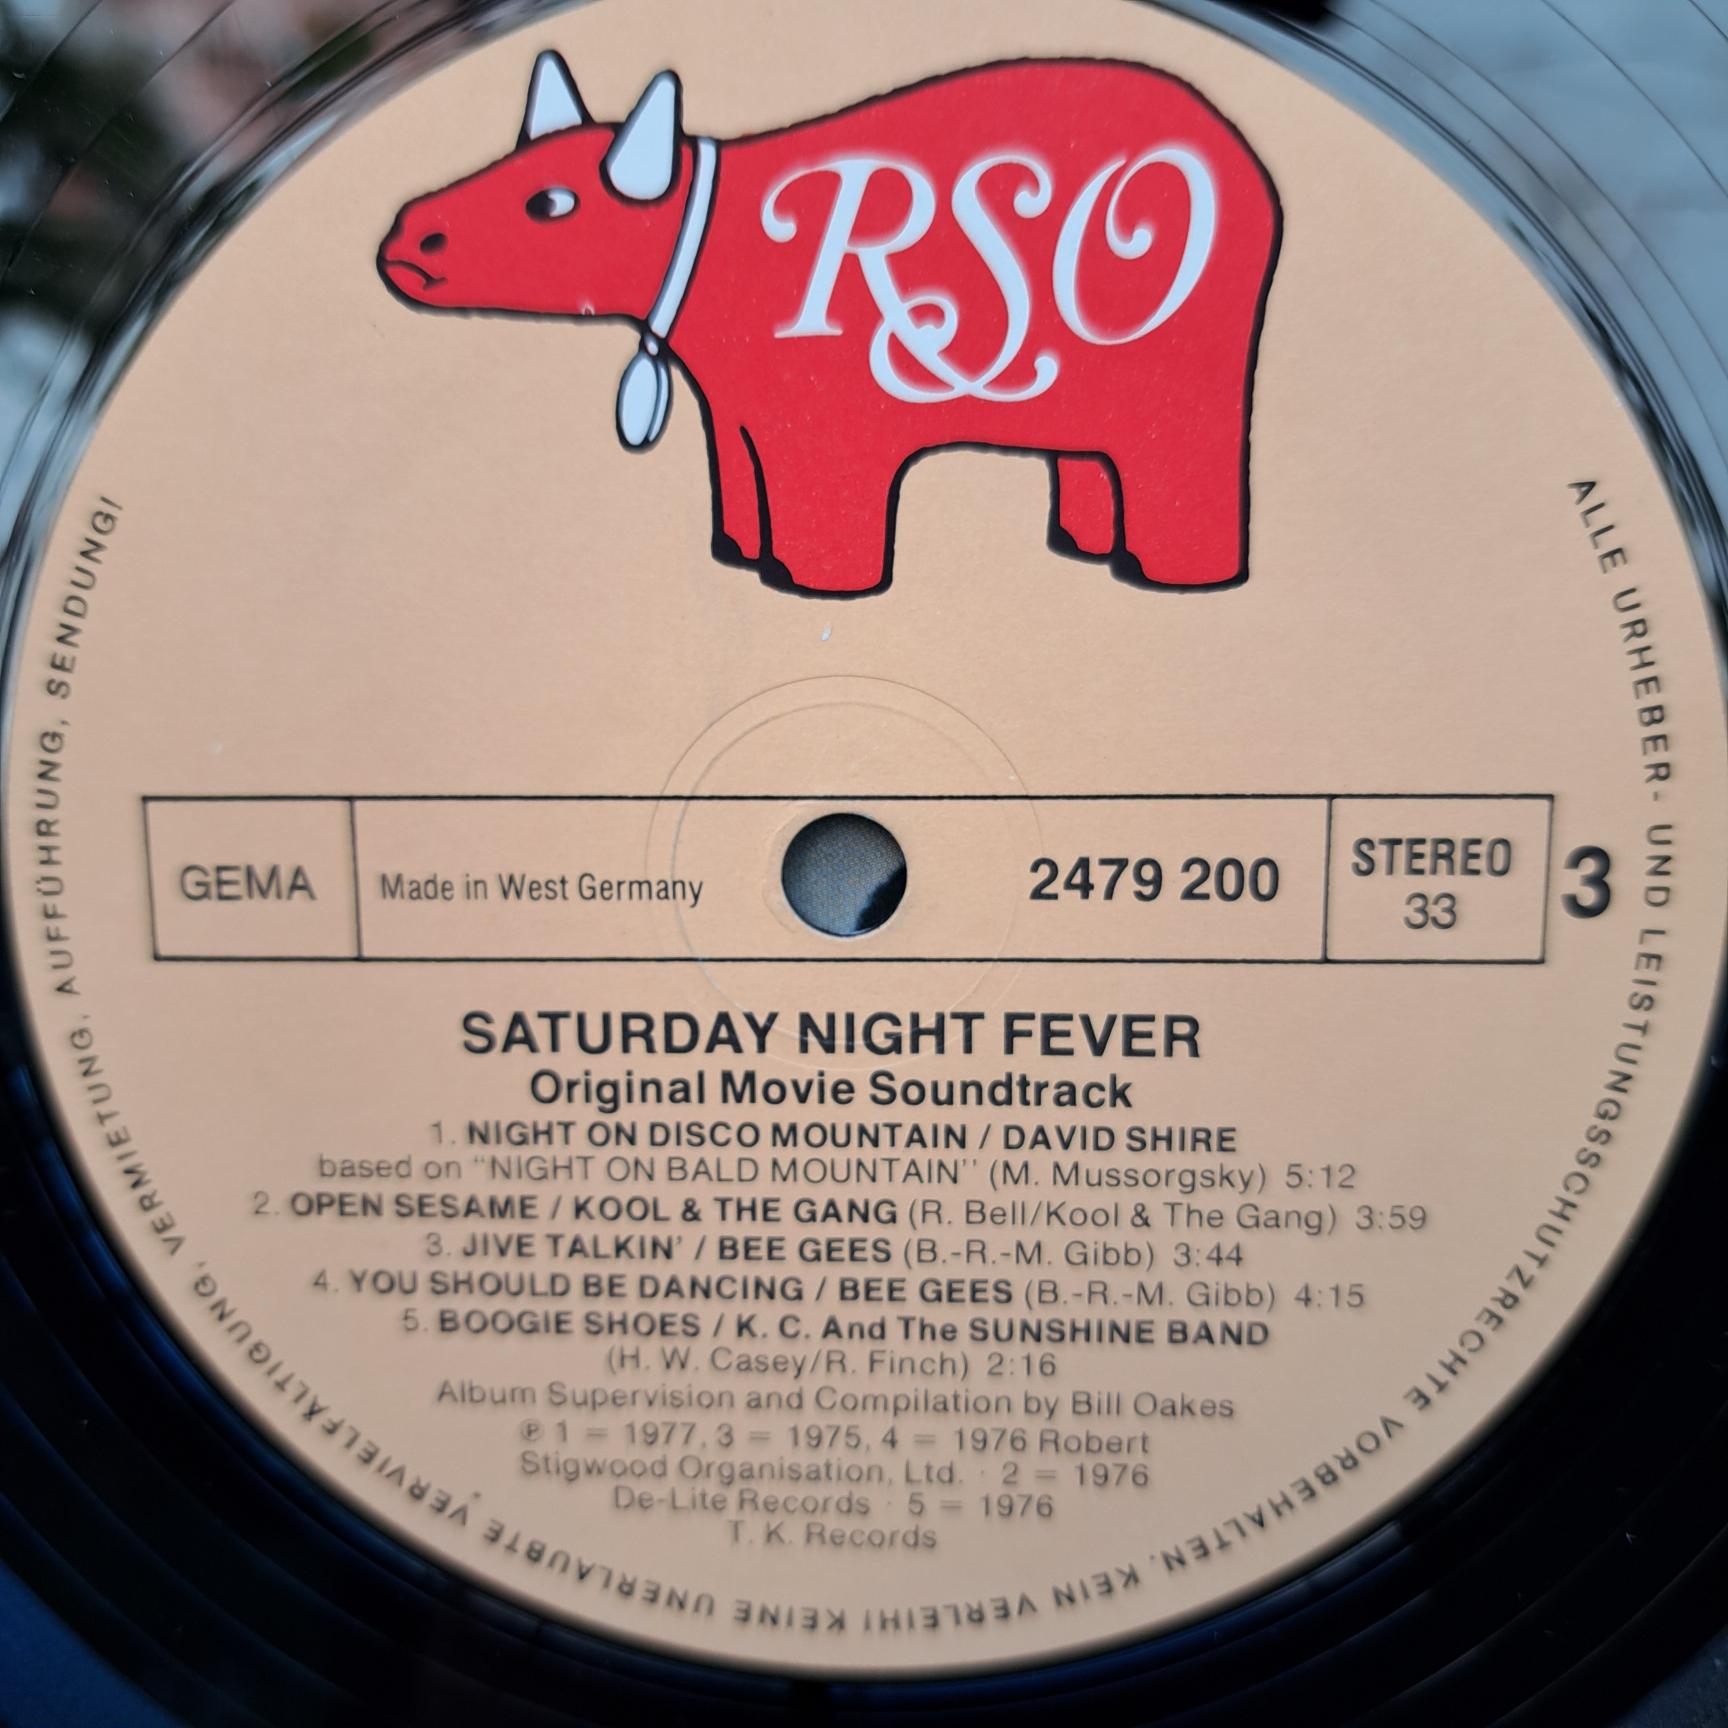 RSO
GEMA
Made in West Germany
2479 200
STEREO
33
3
SATURDAY NIGHT FEVER
Original Movie Soundtrack
1. NIGHT ON DISCO MOUNTAIN / DAVID SHIRE
based on "NIGHT ON BALD MOUNTAIN" (M. Mussorgsky) 5:12
2. OPEN SESAME / KOOL & THE GANG (R. Bell/Kool & The Gang) 3:59
3. JIVE TALKIN' / BEE GEES (B.-R.-M. Gibb) 3:44
4. YOU SHOULD BE DANCING / BEE GEES (B.-R.-M. Gibb) 4:15
5. BOOGIE SHOES / K. C. And The SUNSHINE BAND
(H. W. Casey/R. Finch) 2:16
Album Supervision and Compilation by Bill Oakes
℗ 1 = 1977, 3 = 1975, 4 = 1976 Robert
Stigwood Organisation, Ltd. · 2 = 1976
De-Lite Records · 5 = 1976
T. K. Records
ALLE URHEBER- UND LEISTUNGSSCHUTZRECHTE VORBEHALTEN. KEIN VERLEIH! KEINE UNERLAUBTE VERVIELFÄLTIGUNG, VERMIETUNG, AUFFÜHRUNG, SENDUNG!